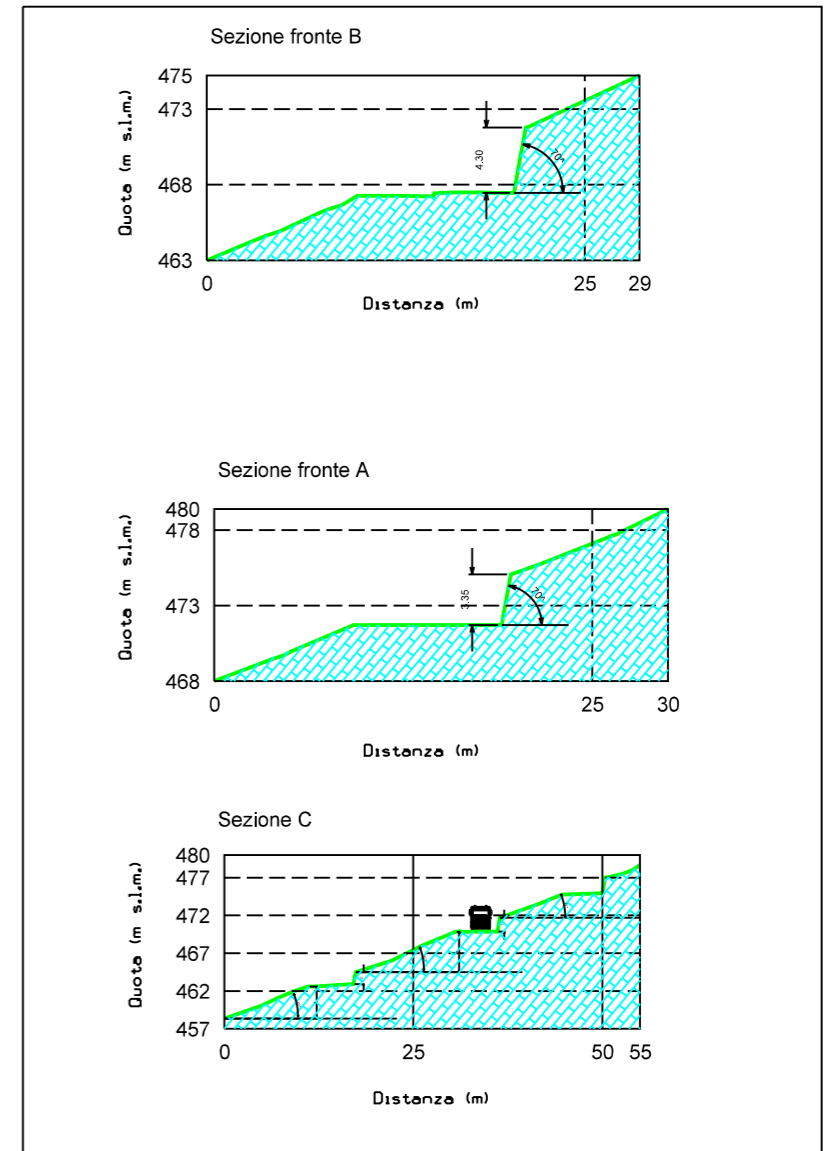 Sezione fronte B
475
473
468
463
Quota (m s.l.m.)
4.30
70°
0 25 29
Distanza (m)
Sezione fronte A
480
478
473
468
Quota (m s.l.m.)
3.35
70°
0 25 30
Distanza (m)
Sezione C
480
477
472
467
462
457
Quota (m s.l.m.)
0 25 50 55
Distanza (m)